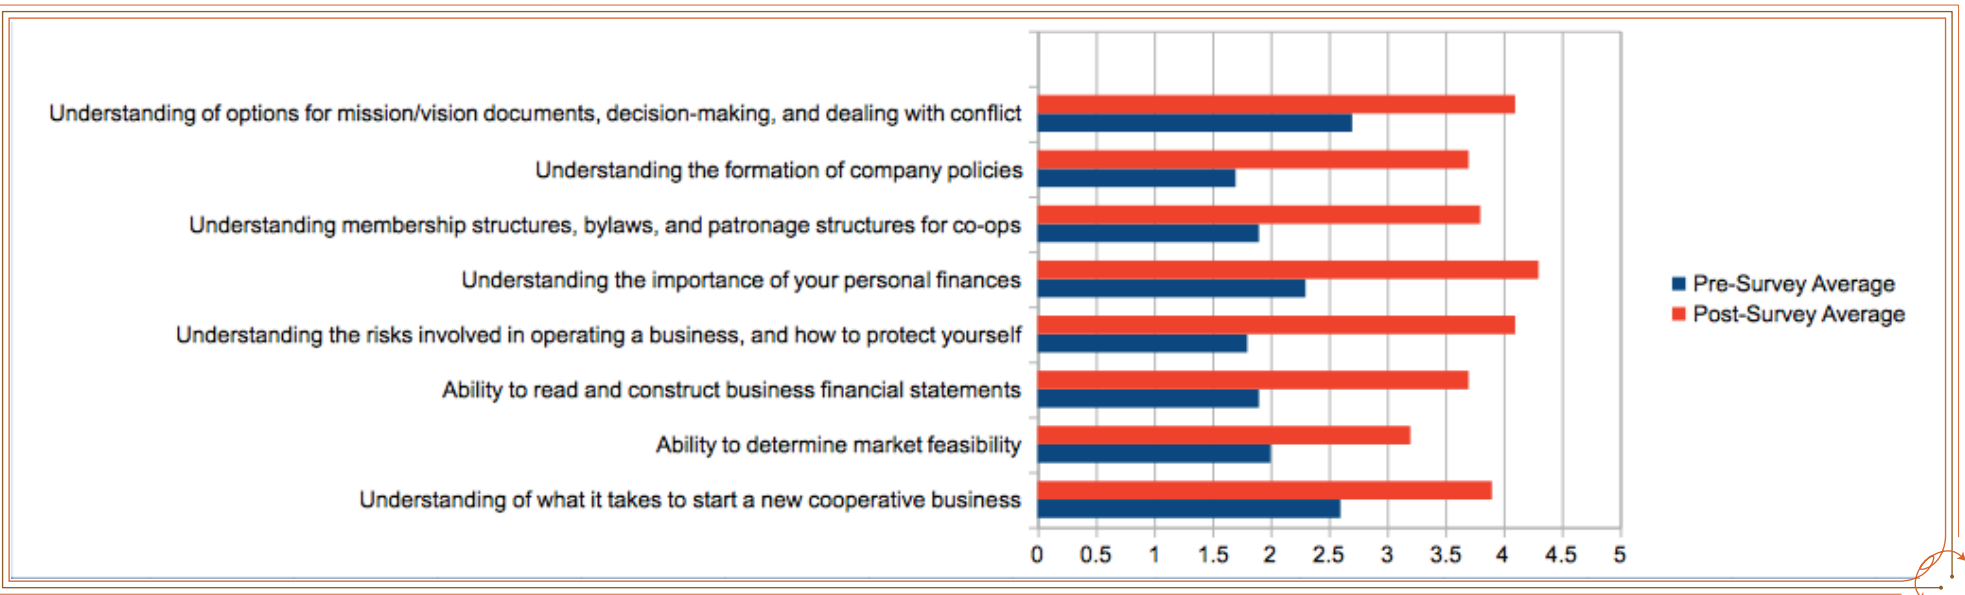 Understanding of options for mission/vision documents, decision-making, and dealing with conflict
Understanding the formation of company policies
Understanding membership structures, bylaws, and patronage structures for co-ops
Understanding the importance of your personal finances
Understanding the risks involved in operating a business, and how to protect yourself
Ability to read and construct business financial statements
Ability to determine market feasibility
Understanding of what it takes to start a new cooperative business
0 0.5 1 1.5 2 2.5 3 3.5 4 4.5 5
Pre-Survey Average
Post-Survey Average